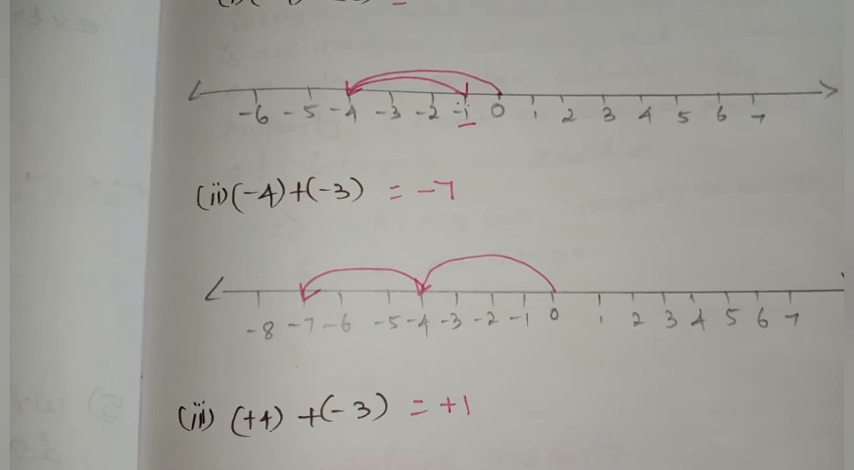 -6 -5 -4 -3 -2 -1 0 1 2 3 4 5 6 7
(ii) (-4)+(-3) = -7
-8 -7 -6 -5 -4 -3 -2 -1 0 1 2 3 4 5 6 7
(iii) (+4) +(-3) = +1